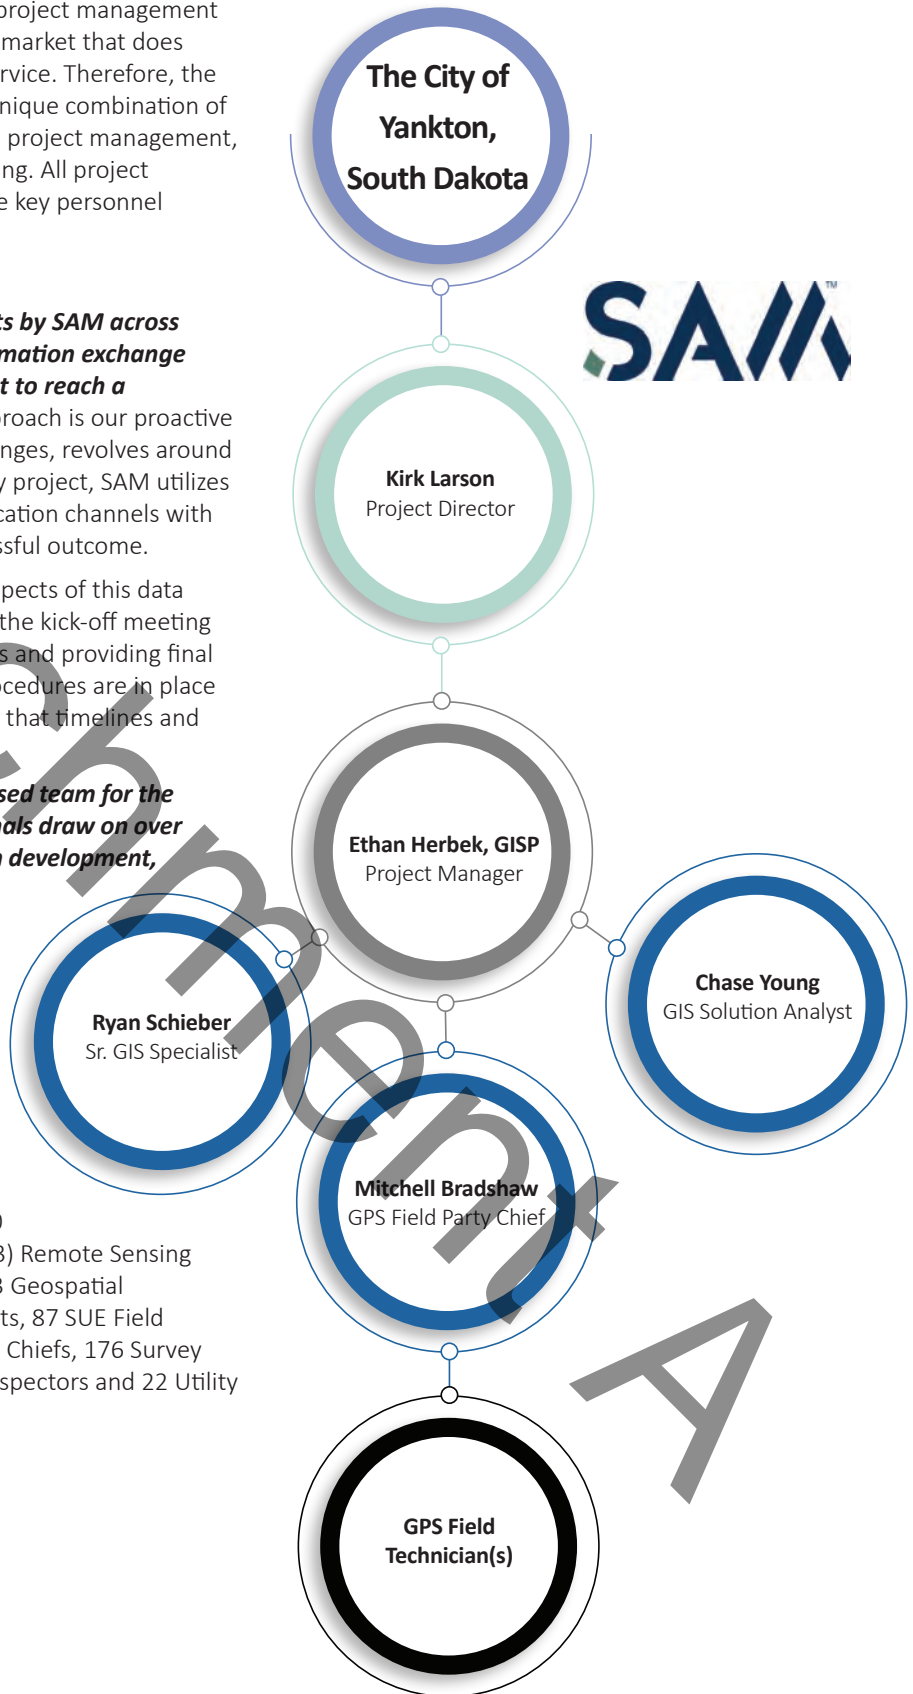 project management
market that does
ervice. Therefore, the
nique combination of
project management,
ng. All project
e key personnel
ts by SAM across
mation exchange
t to reach a
proach is our proactive
nges, revolves around
y project, SAM utilizes
cation channels with
ssful outcome.
spects of this data
the kick-off meeting
s and providing final
ocedures are in place
that timelines and
sed team for the
nals draw on over
n development,
)
3) Remote Sensing
3 Geospatial
ts, 87 SUE Field
Chiefs, 176 Survey
spectors and 22 Utility
The City of
Yankton,
South Dakota
SAM™
Kirk Larson
Project Director
Ethan Herbek, GISP
Project Manager
Ryan Schieber
Sr. GIS Specialist
Chase Young
GIS Solution Analyst
Mitchell Bradshaw
GPS Field Party Chief
GPS Field
Technician(s)
chment A